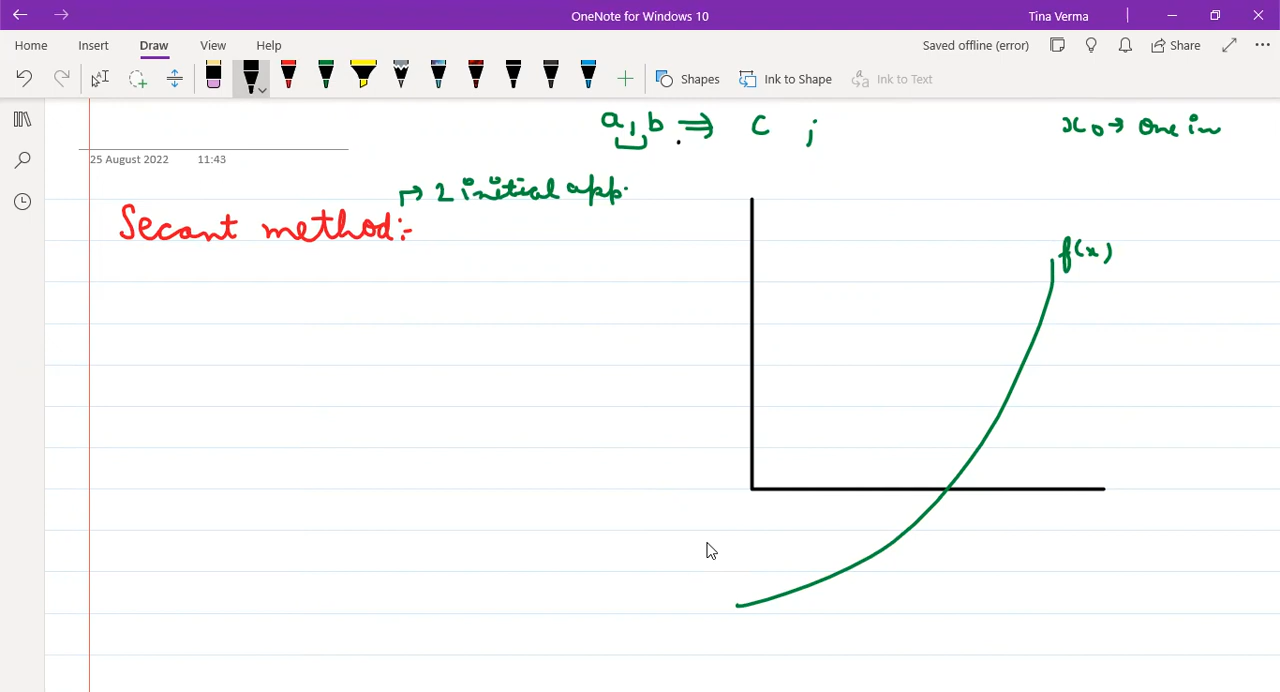 OneNote for Windows 10
Tina Verma
Home Insert Draw View Help
Saved offline (error) Share
Shapes Ink to Shape Ink to Text
a, b ⇒ C ;
x0 → One in
25 August 2022 11:43
→ 2 initial app.
Secant method:-
f(x)